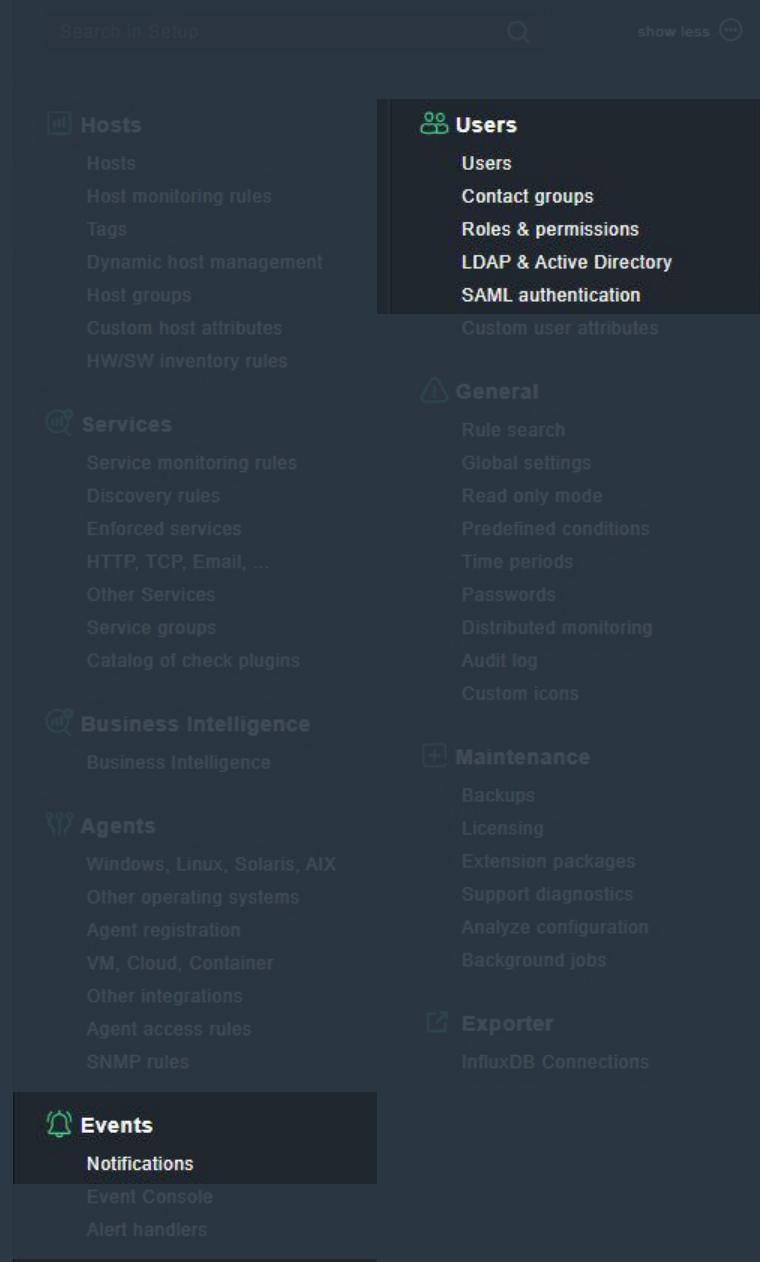 Search in Setup
show less
Hosts
Hosts
Host monitoring rules
Tags
Dynamic host management
Host groups
Custom host attributes
HW/SW inventory rules
Services
Service monitoring rules
Discovery rules
Enforced services
HTTP, TCP, Email, ...
Other Services
Service groups
Catalog of check plugins
Business Intelligence
Business Intelligence
Agents
Windows, Linux, Solaris, AIX
Other operating systems
Agent registration
VM, Cloud, Container
Other integrations
Agent access rules
SNMP rules
Events
Notifications
Event Console
Alert handlers
Users
Users
Contact groups
Roles & permissions
LDAP & Active Directory
SAML authentication
Custom user attributes
General
Rule search
Global settings
Read only mode
Predefined conditions
Time periods
Passwords
Distributed monitoring
Audit log
Custom icons
Maintenance
Backups
Licensing
Extension packages
Support diagnostics
Analyze configuration
Background jobs
Exporter
InfluxDB Connections